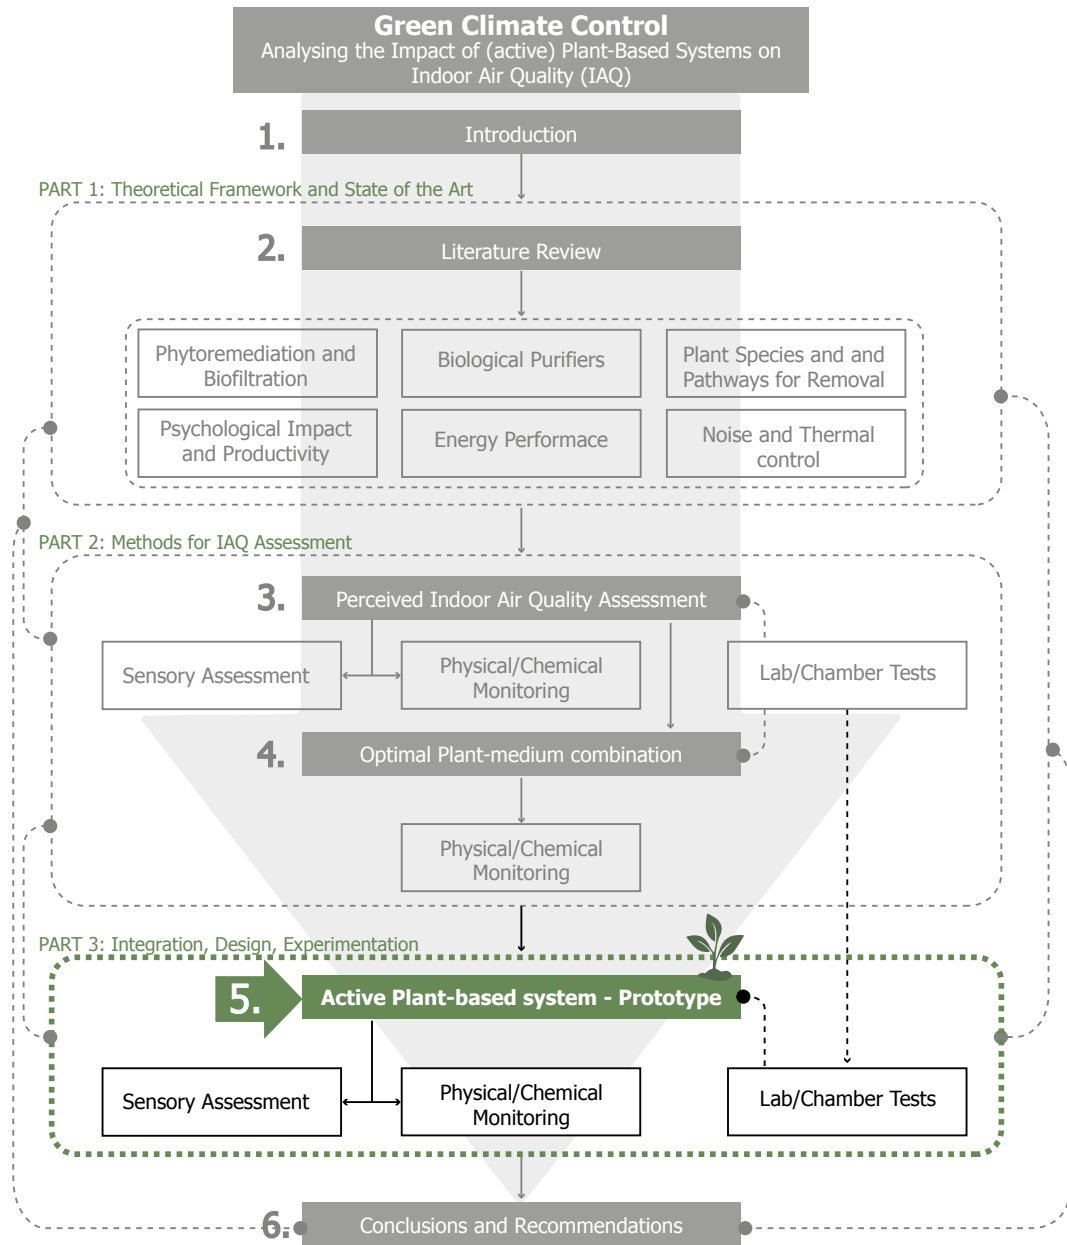 Green Climate Control
Analysing the Impact of (active) Plant-Based Systems on
Indoor Air Quality (IAQ)
1.
Introduction
PART 1: Theoretical Framework and State of the Art
2.
Literature Review
Phytoremediation and
Biofiltration
Biological Purifiers
Plant Species and and
Pathways for Removal
Psychological Impact
and Productivity
Energy Performace
Noise and Thermal
control
PART 2: Methods for IAQ Assessment
3.
Perceived Indoor Air Quality Assessment
Sensory Assessment
Physical/Chemical
Monitoring
Lab/Chamber Tests
4.
Optimal Plant-medium combination
Physical/Chemical
Monitoring
PART 3: Integration, Design, Experimentation
5.
Active Plant-based system - Prototype
Sensory Assessment
Physical/Chemical
Monitoring
Lab/Chamber Tests
6.
Conclusions and Recommendations